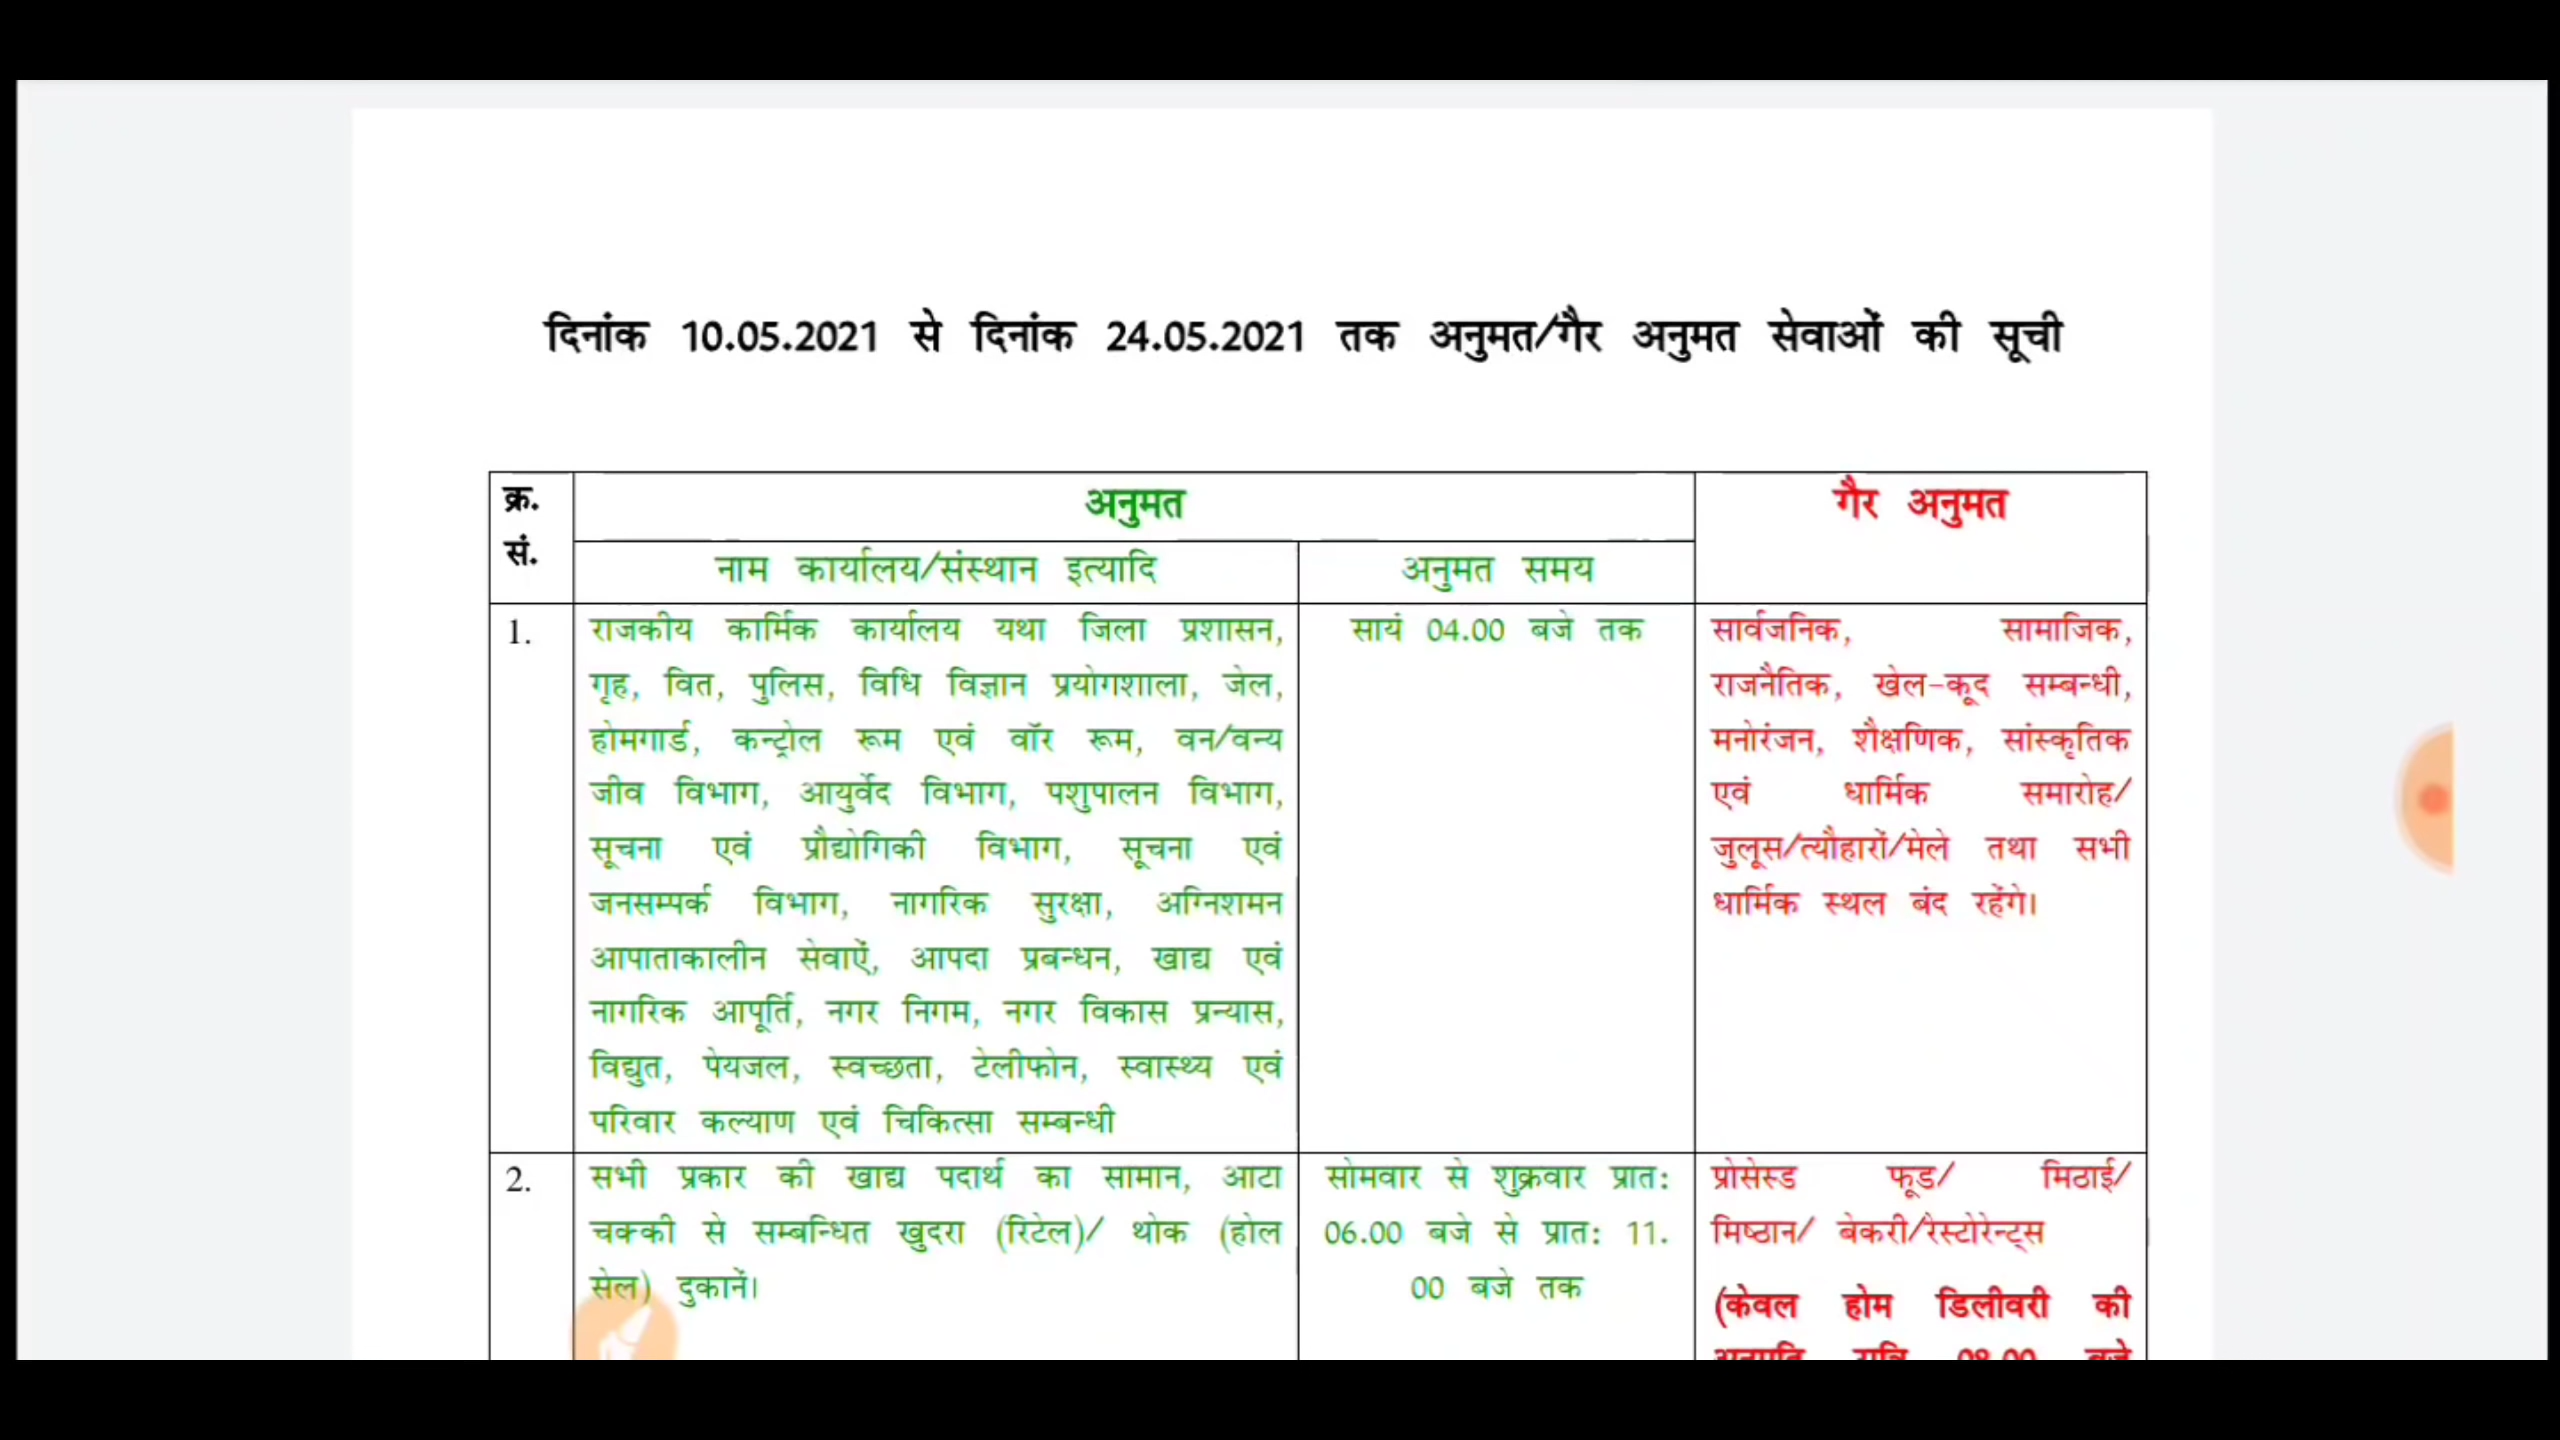 दिनांक 10.05.2021 से दिनांक 24.05.2021 तक अनुमत/गैर अनुमत सेवाओं की सूची
क्र. सं.
अनुमत
गैर अनुमत
नाम कार्यालय/संस्थान इत्यादि
अनुमत समय
1.
राजकीय कार्मिक कार्यालय यथा जिला प्रशासन,
गृह, वित, पुलिस, विधि विज्ञान प्रयोगशाला, जेल,
होमगार्ड, कन्ट्रोल रूम एवं वॉर रूम, वन/वन्य
जीव विभाग, आयुर्वेद विभाग, पशुपालन विभाग,
सूचना एवं प्रौद्योगिकी विभाग, सूचना एवं
जनसम्पर्क विभाग, नागरिक सुरक्षा, अग्निशमन
आपाताकालीन सेवाऐं, आपदा प्रबन्धन, खाद्य एवं
नागरिक आपूर्ति, नगर निगम, नगर विकास प्रन्यास,
विद्युत, पेयजल, स्वच्छता, टेलीफोन, स्वास्थ्य एवं
परिवार कल्याण एवं चिकित्सा सम्बन्धी
सायं 04.00 बजे तक
सार्वजनिक, सामाजिक,
राजनैतिक, खेल-कूद सम्बन्धी,
मनोरंजन, शैक्षणिक, सांस्कृतिक
एवं धार्मिक समारोह/
जुलूस/त्यौहारों/मेले तथा सभी
धार्मिक स्थल बंद रहेंगे।
2.
सभी प्रकार की खाद्य पदार्थ का सामान, आटा
चक्की से सम्बन्धित खुदरा (रिटेल)/ थोक (होल
सेल) दुकानें।
सोमवार से शुक्रवार प्रात:
06.00 बजे से प्रात: 11.
00 बजे तक
प्रोसेस्ड फूड/ मिठाई/
मिष्ठान/ बेकरी/रेस्टोरेन्ट्स
(केवल होम डिलीवरी की